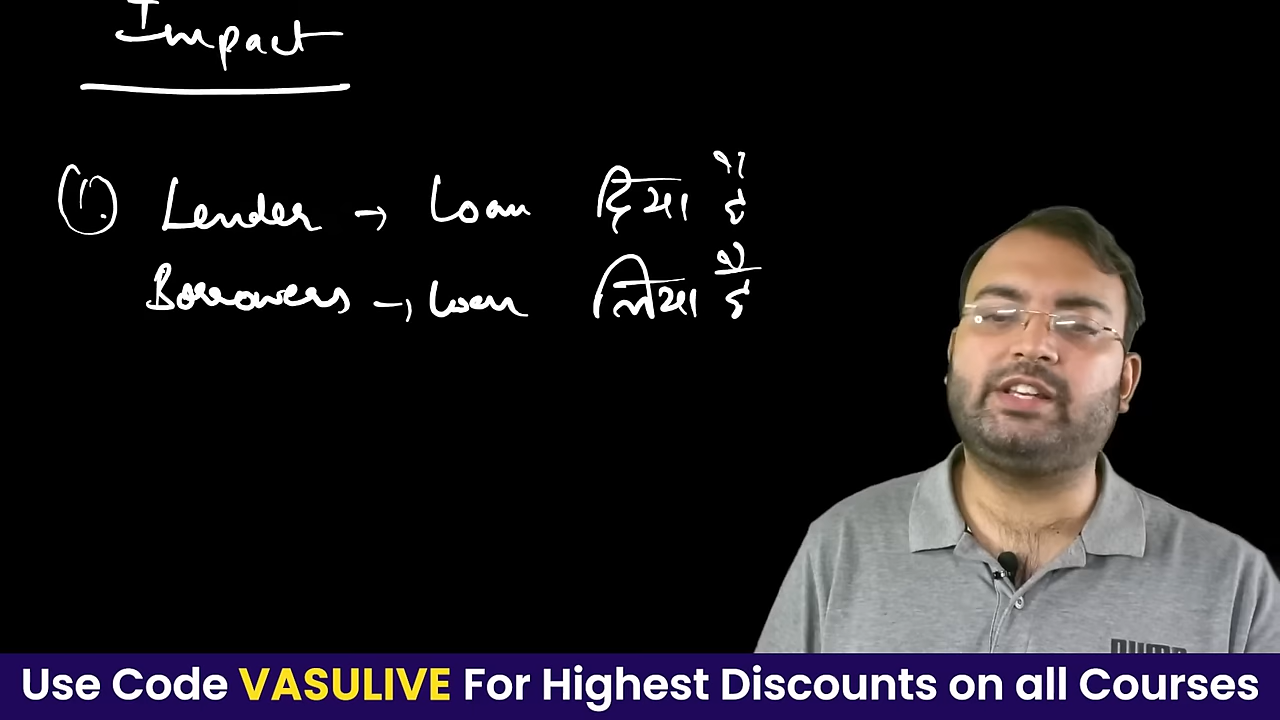 Impact
① Lender → Loan दिया है
Borrowers → Loan लिया है
Use Code VASULIVE For Highest Discounts on all Courses